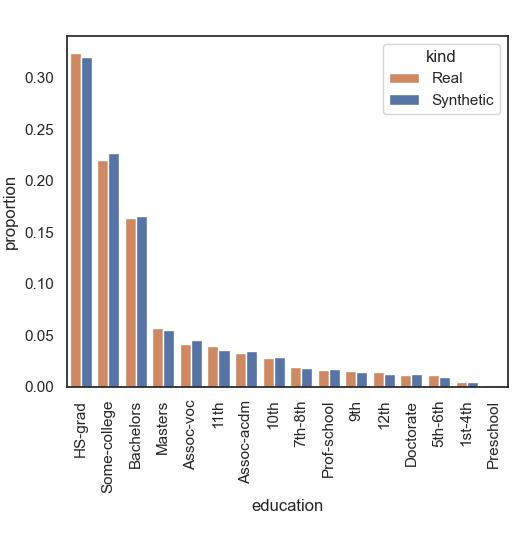 kind
Real
Synthetic
0.30
0.25
0.20
0.15
0.10
0.05
0.00
proportion
HS-grad
Some-college
Bachelors
Masters
Assoc-voc
11th
Assoc-acdm
10th
7th-8th
Prof-school
9th
12th
Doctorate
5th-6th
1st-4th
Preschool
education